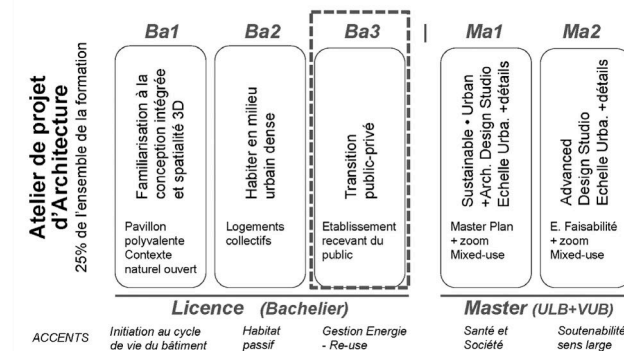 Ba1
Ba2
Ba3
|
Ma1
Ma2
Atelier de projet
d'Architecture
25% de l'ensemble de la formation
Familiarisation à la
conception intégrée
et spatialité 3D
Pavillon
polyvalente
Contexte
naturel ouvert
Habiter en milieu
urbain dense
Logements
collectifs
Transition
public-privé
Etablissement
recevant du
public
Sustainable • Urban
+Arch. Design Studio
Echelle Urba. +détails
Master Plan
+ zoom
Mixed-use
Advanced
Design Studio
Echelle Urba. +détails
E. Faisabilité
+ zoom
Mixed-use
Licence (Bachelier)
Master (ULB+VUB)
ACCENTS
Initiation au cycle
de vie du bâtiment
Habitat
passif
Gestion Energie
- Re-use
Santé et
Société
Soutenabilité
sens large